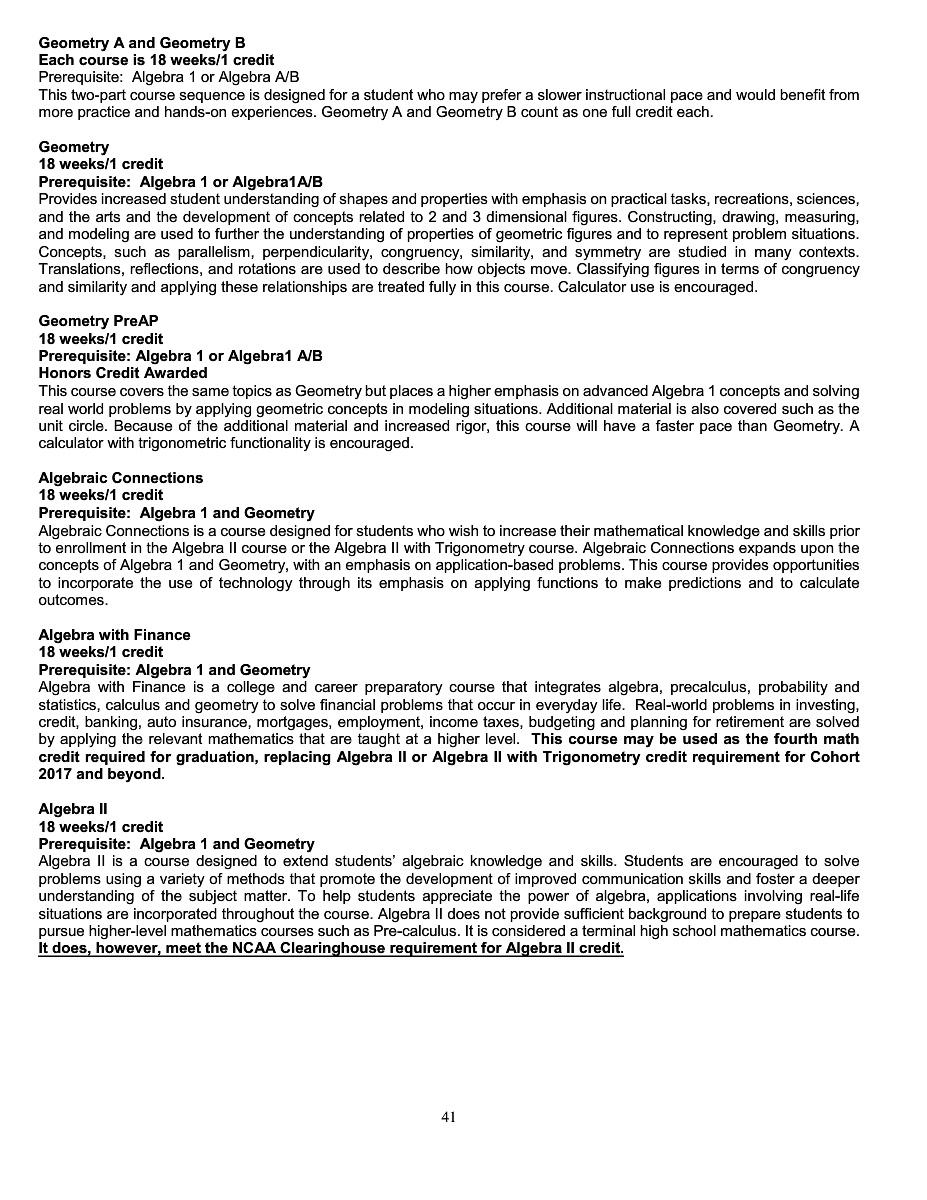 Geometry A and Geometry B
Each course is 18 weeks/1 credit
Prerequisite:  Algebra 1 or Algebra A/B
This two-part course sequence is designed for a student who may prefer a slower instructional pace and would benefit from
more practice and hands-on experiences. Geometry A and Geometry B count as one full credit each.
Geometry
18 weeks/1 credit
Prerequisite:  Algebra 1 or Algebra1A/B
Provides increased student understanding of shapes and properties with emphasis on practical tasks, recreations, sciences,
and the arts and the development of concepts related to 2 and 3 dimensional figures. Constructing, drawing, measuring,
and modeling are used to further the understanding of properties of geometric figures and to represent problem situations.
Concepts, such as parallelism, perpendicularity, congruency, similarity, and symmetry are studied in many contexts.
Translations, reflections, and rotations are used to describe how objects move. Classifying figures in terms of congruency
and similarity and applying these relationships are treated fully in this course. Calculator use is encouraged.
Geometry PreAP
18 weeks/1 credit
Prerequisite: Algebra 1 or Algebra1 A/B
Honors Credit Awarded
This course covers the same topics as Geometry but places a higher emphasis on advanced Algebra 1 concepts and solving
real world problems by applying geometric concepts in modeling situations. Additional material is also covered such as the
unit circle. Because of the additional material and increased rigor, this course will have a faster pace than Geometry. A
calculator with trigonometric functionality is encouraged.
Algebraic Connections
18 weeks/1 credit
Prerequisite:  Algebra 1 and Geometry
Algebraic Connections is a course designed for students who wish to increase their mathematical knowledge and skills prior
to enrollment in the Algebra II course or the Algebra II with Trigonometry course. Algebraic Connections expands upon the
concepts of Algebra 1 and Geometry, with an emphasis on application-based problems. This course provides opportunities
to incorporate the use of technology through its emphasis on applying functions to make predictions and to calculate
outcomes.
Algebra with Finance
18 weeks/1 credit
Prerequisite: Algebra 1 and Geometry
Algebra with Finance is a college and career preparatory course that integrates algebra, precalculus, probability and
statistics, calculus and geometry to solve financial problems that occur in everyday life.  Real-world problems in investing,
credit, banking, auto insurance, mortgages, employment, income taxes, budgeting and planning for retirement are solved
by applying the relevant mathematics that are taught at a higher level.  This course may be used as the fourth math
credit required for graduation, replacing Algebra II or Algebra II with Trigonometry credit requirement for Cohort
2017 and beyond.
Algebra II
18 weeks/1 credit
Prerequisite:  Algebra 1 and Geometry
Algebra II is a course designed to extend students’ algebraic knowledge and skills. Students are encouraged to solve
problems using a variety of methods that promote the development of improved communication skills and foster a deeper
understanding of the subject matter. To help students appreciate the power of algebra, applications involving real-life
situations are incorporated throughout the course. Algebra II does not provide sufficient background to prepare students to
pursue higher-level mathematics courses such as Pre-calculus. It is considered a terminal high school mathematics course.
It does, however, meet the NCAA Clearinghouse requirement for Algebra II credit.
41